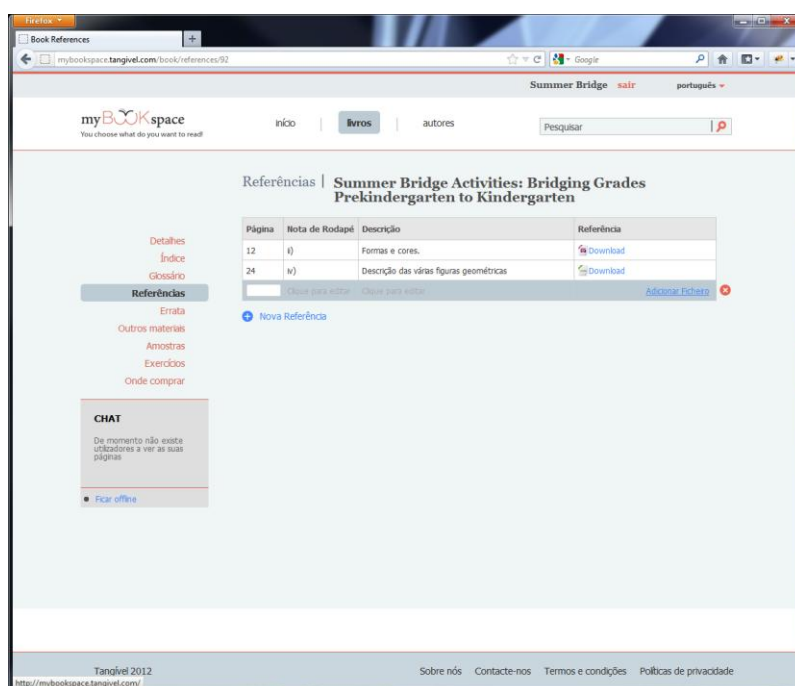 Firefox
Book References
mybookspace.tangivel.com/book/references/92
Google
Summer Bridge sair português
myBOOKspace
You choose what do you want to read!
início | livros | autores
Pesquisar
Referências | Summer Bridge Activities: Bridging Grades
Prekindergarten to Kindergarten
Página Nota de Rodapé Descrição Referência
12 ii) Formas e cores. Download
24 iv) Descrição das várias figuras geométricas Download
Clique para editar Clique para editar Adicionar Ficheiro
Nova Referência
Detalhes
Índice
Glossário
Referências
Errata
Outros materiais
Amostras
Exercícios
Onde comprar
CHAT
De momento não existe
utilizadores a ver as suas
páginas
Ficar offline
Tangível 2012 Sobre nós Contacte-nos Termos e condições Políticas de privacidade
http://mybookspace.tangivel.com/